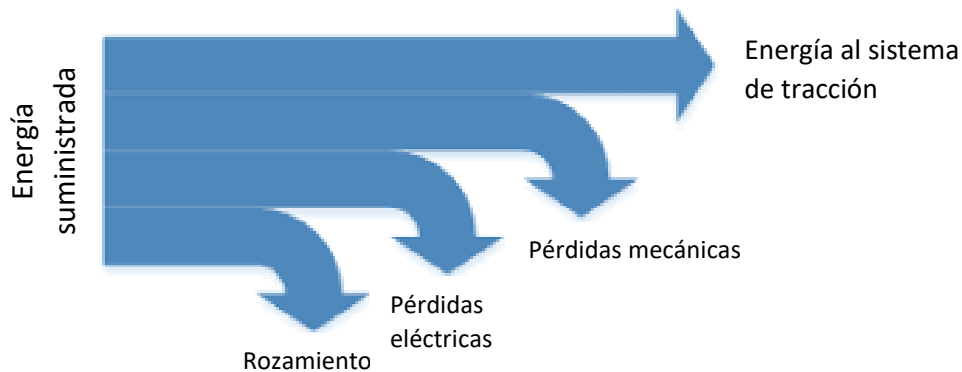 Energía
suministrada
Energía al sistema
de tracción
Pérdidas mecánicas
Pérdidas
eléctricas
Rozamiento